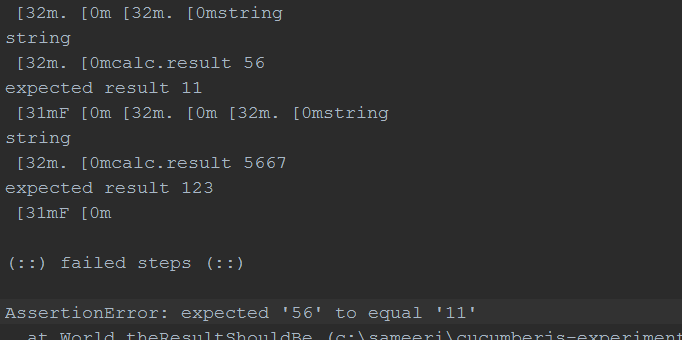 [32m. [0m [32m. [0mstring
string
[32m. [0mcalc.result 56
expected result 11
[31mF [0m [32m. [0m [32m. [0mstring
string
[32m. [0mcalc.result 5667
expected result 123
[31mF [0m
(::) failed steps (::)
AssertionError: expected '56' to equal '11'
at World.theResultShouldBe (c:\sameeri\cucumberjs-experiment